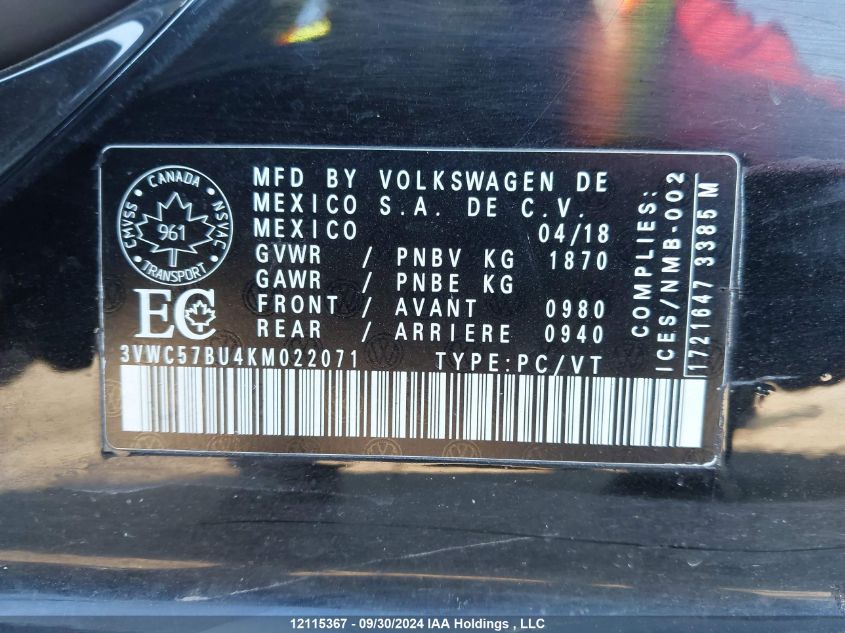 CANADA
CMVSS
NSVAC
961
TRANSPORT
EC
MFD BY VOLKSWAGEN DE
MEXICO S.A. DE C.V.
MEXICO 04/18
GVWR / PNBV KG 1870
GAWR / PNBE KG
FRONT / AVANT 0980
REAR / ARRIERE 0940
3VWC57BU4KM022071 TYPE:PC/VT
COMPLIES:
ICES/NMB-002
1721647 3385M
12115367 - 09/30/2024 IAA Holdings , LLC